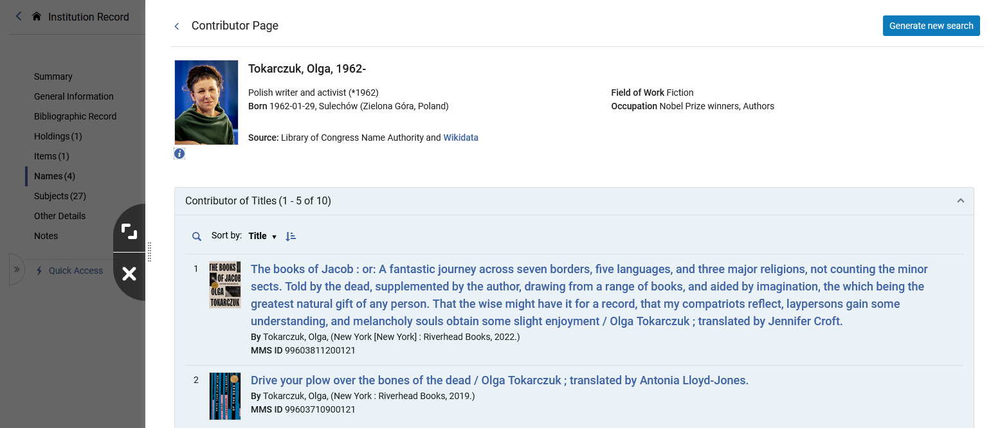 Institution Record
Summary
General Information
Bibliographic Record
Holdings (1)
Items (1)
Names (4)
Subjects (27)
Other Details
Notes
Quick Access
Contributor Page
Generate new search
Tokarczuk, Olga, 1962-
Polish writer and activist (*1962)
Born 1962-01-29, Sulechów (Zielona Góra, Poland)
Field of Work Fiction
Occupation Nobel Prize winners, Authors
Source: Library of Congress Name Authority and Wikidata
Contributor of Titles (1 - 5 of 10)
Sort by: Title
1
THE BOOKS
OF JACOB
OLGA
TOKARCZUK
The books of Jacob : or: A fantastic journey across seven borders, five languages, and three major religions, not counting the minor
sects. Told by the dead, supplemented by the author, drawing from a range of books, and aided by imagination, the which being the
greatest natural gift of any person. That the wise might have it for a record, that my compatriots reflect, laypersons gain some
understanding, and melancholy souls obtain some slight enjoyment / Olga Tokarczuk ; translated by Jennifer Croft.
By Tokarczuk, Olga, (New York [New York] : Riverhead Books, 2022.)
MMS ID 99603811200121
2
Drive your plow over the bones of the dead / Olga Tokarczuk ; translated by Antonia Lloyd-Jones.
By Tokarczuk, Olga, (New York : Riverhead Books, 2019.)
MMS ID 99603710900121